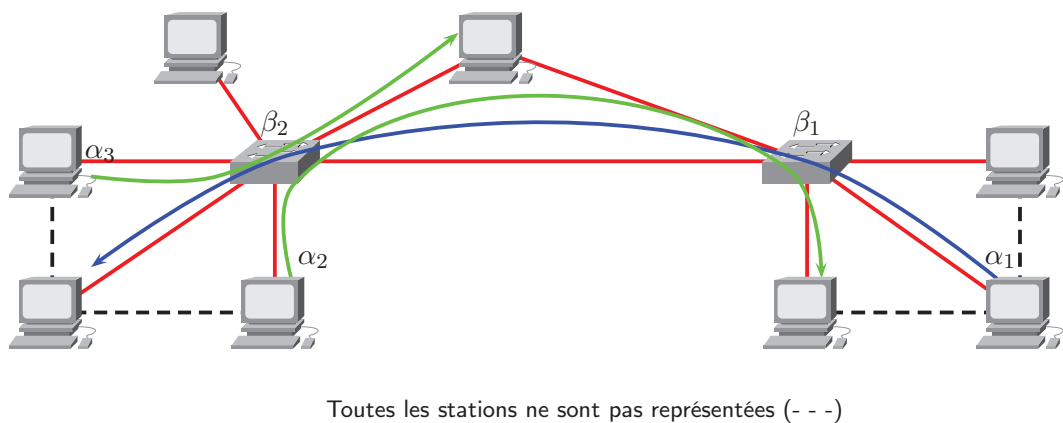 β₂
β₁
α₃
α₂
α₁
Toutes les stations ne sont pas représentées (- - -)